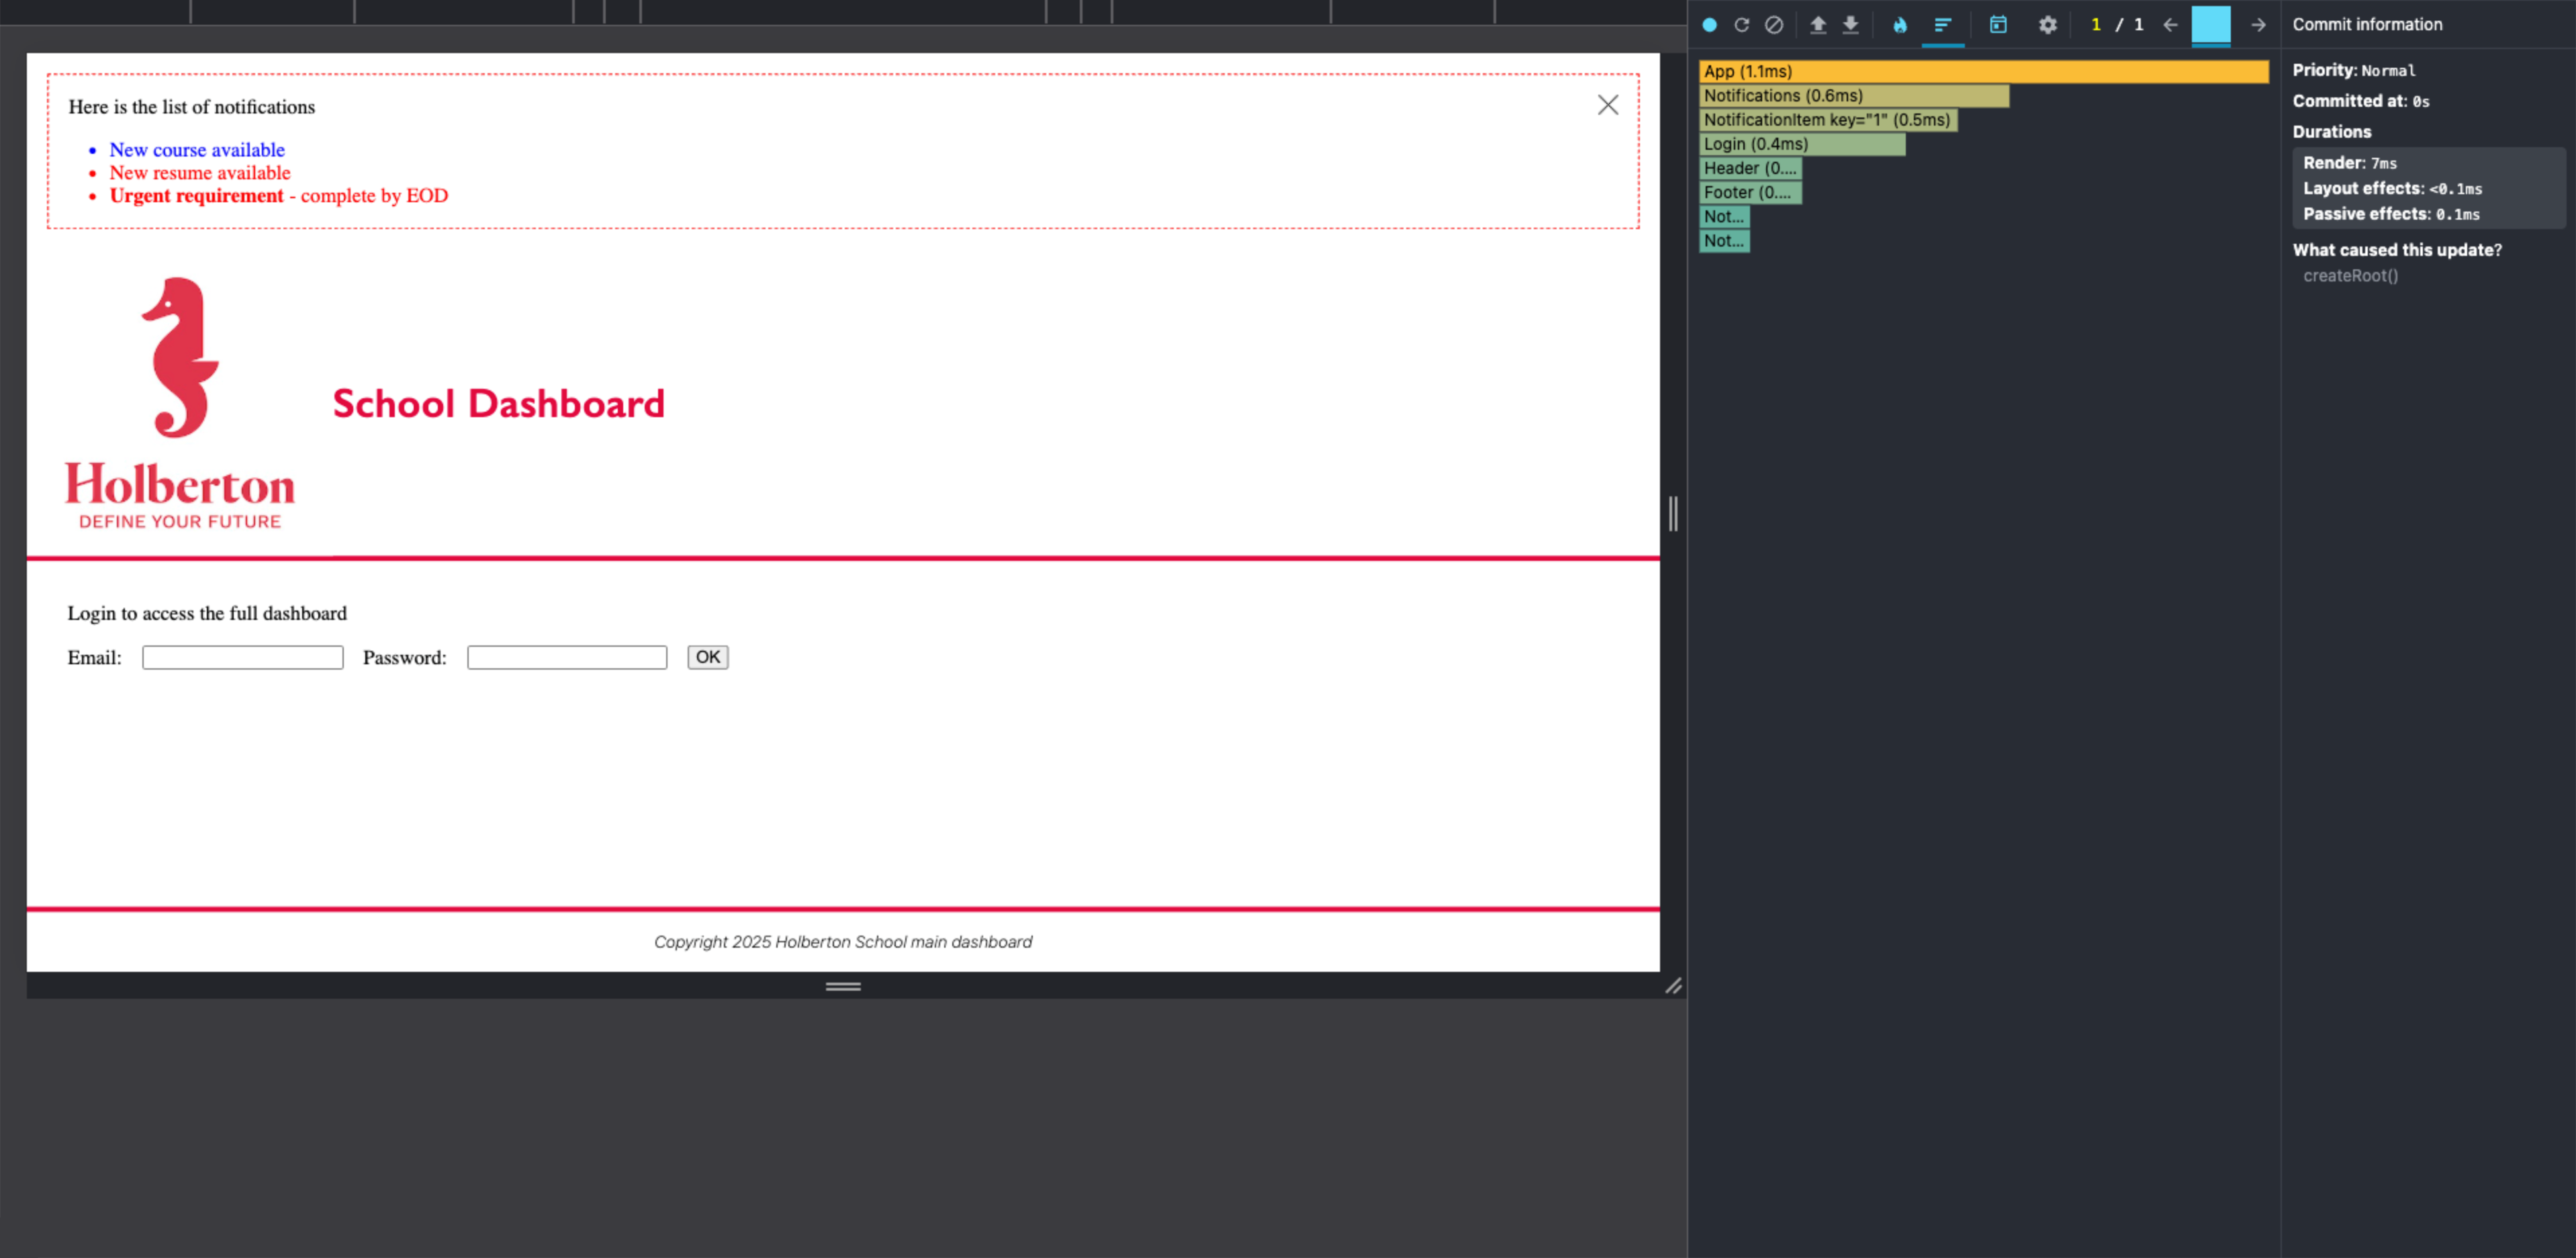 Here is the list of notifications
New course available
New resume available
Urgent requirement - complete by EOD
School Dashboard
Holberton
DEFINE YOUR FUTURE
Login to access the full dashboard
Email: Password: OK
Copyright 2025 Holberton School main dashboard
1 / 1
App (1.1ms)
Notifications (0.6ms)
NotificationItem key="1" (0.5ms)
Login (0.4ms)
Header (0....
Footer (0....
Not...
Not...
Commit information
Priority: Normal
Committed at: 0s
Durations
Render: 7ms
Layout effects: <0.1ms
Passive effects: 0.1ms
What caused this update?
createRoot()